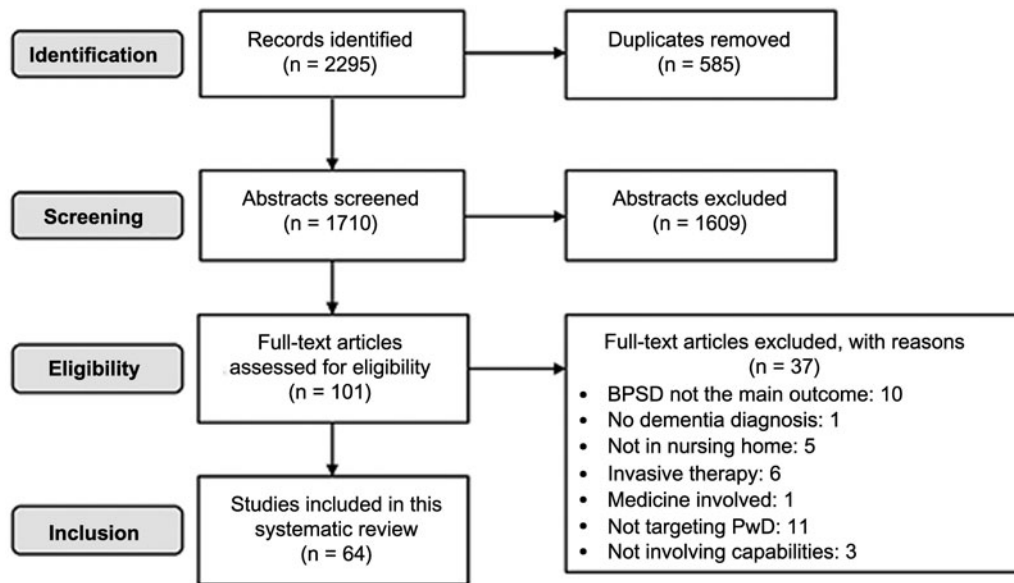 Identification
Records identified
(n = 2295)
Duplicates removed
(n = 585)
Screening
Abstracts screened
(n = 1710)
Abstracts excluded
(n = 1609)
Eligibility
Full-text articles
assessed for eligibility
(n = 101)
Full-text articles excluded, with reasons
(n = 37)
• BPSD not the main outcome: 10
• No dementia diagnosis: 1
• Not in nursing home: 5
• Invasive therapy: 6
• Medicine involved: 1
• Not targeting PwD: 11
• Not involving capabilities: 3
Inclusion
Studies included in this
systematic review
(n = 64)